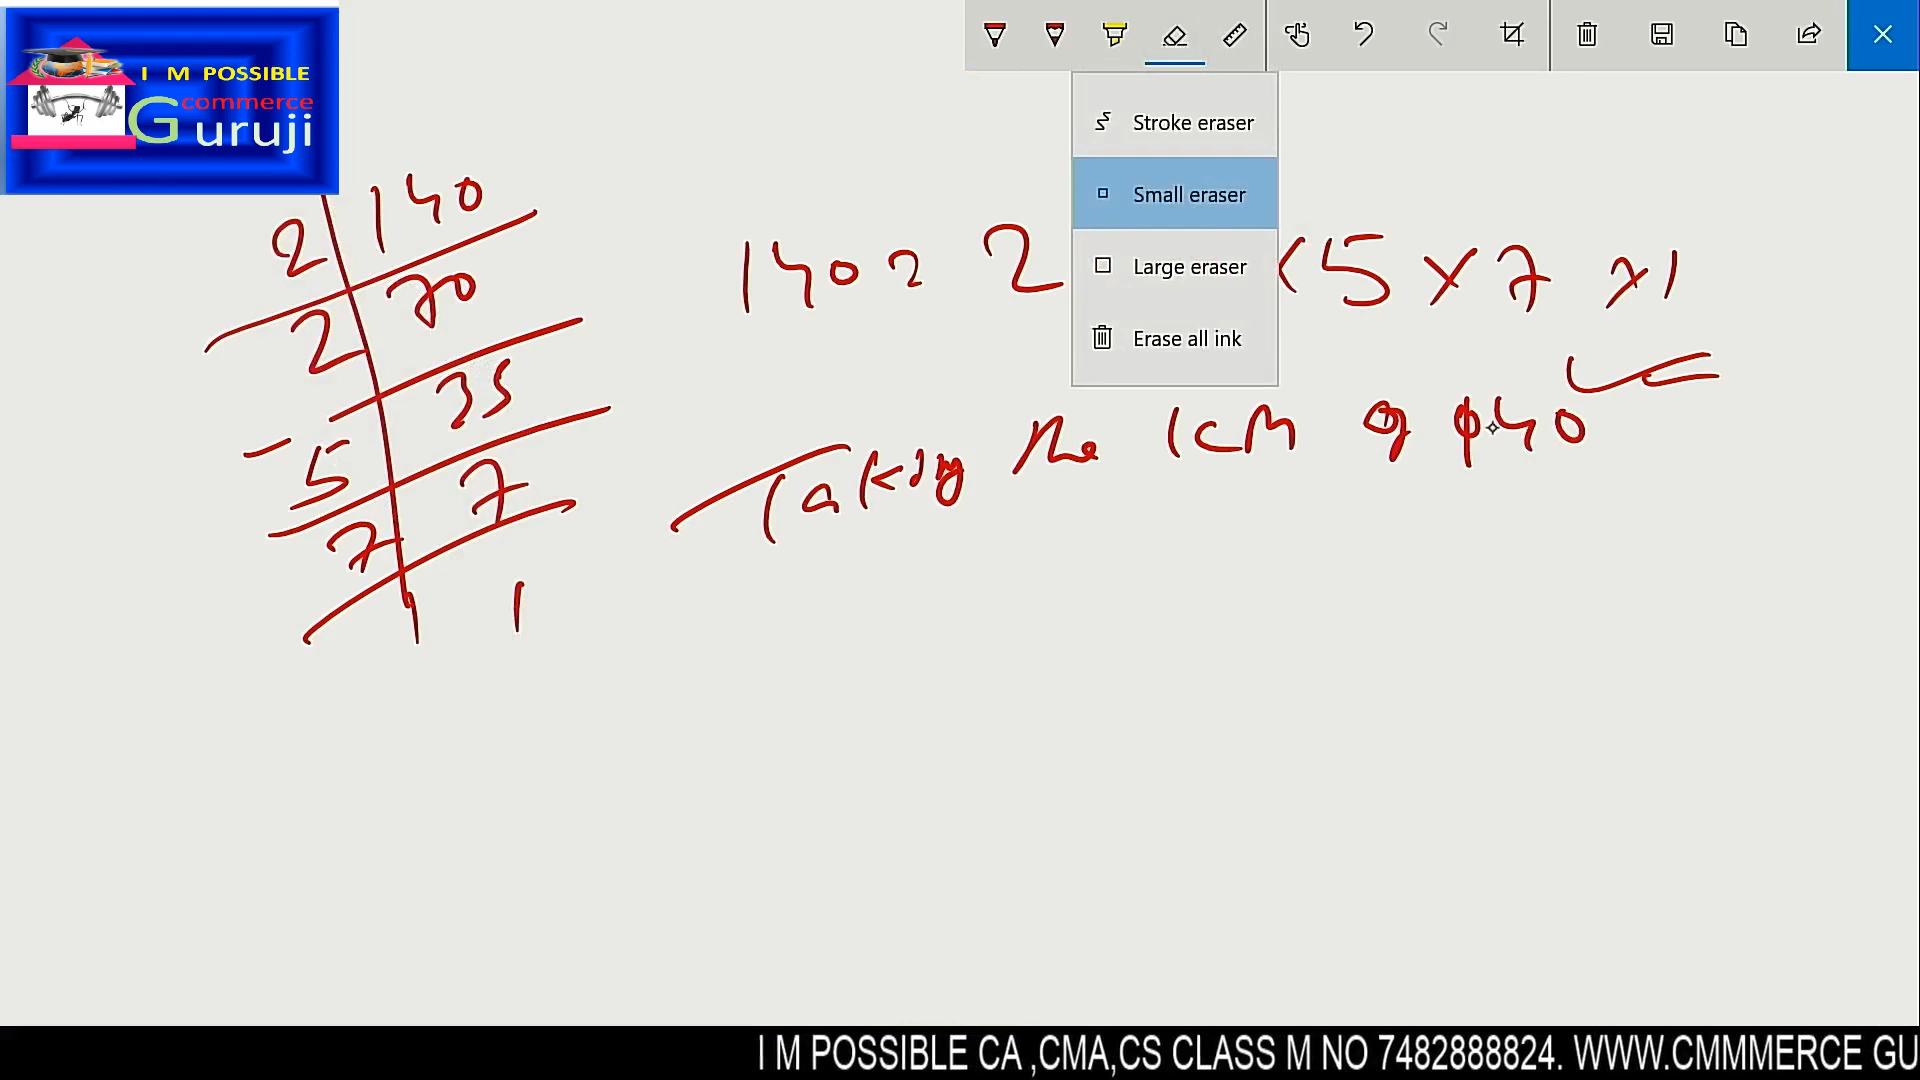 I M POSSIBLE
commerce
Guruji
Stroke eraser
Small eraser
Large eraser
Erase all ink
2 140
2 70
35
5 7
7
1 1
140 2 2 × 5 × 7 × 1
Taking the LCM of 140
I M POSSIBLE CA ,CMA,CS CLASS M NO 7482888824. WWW.CMMMERCE GU